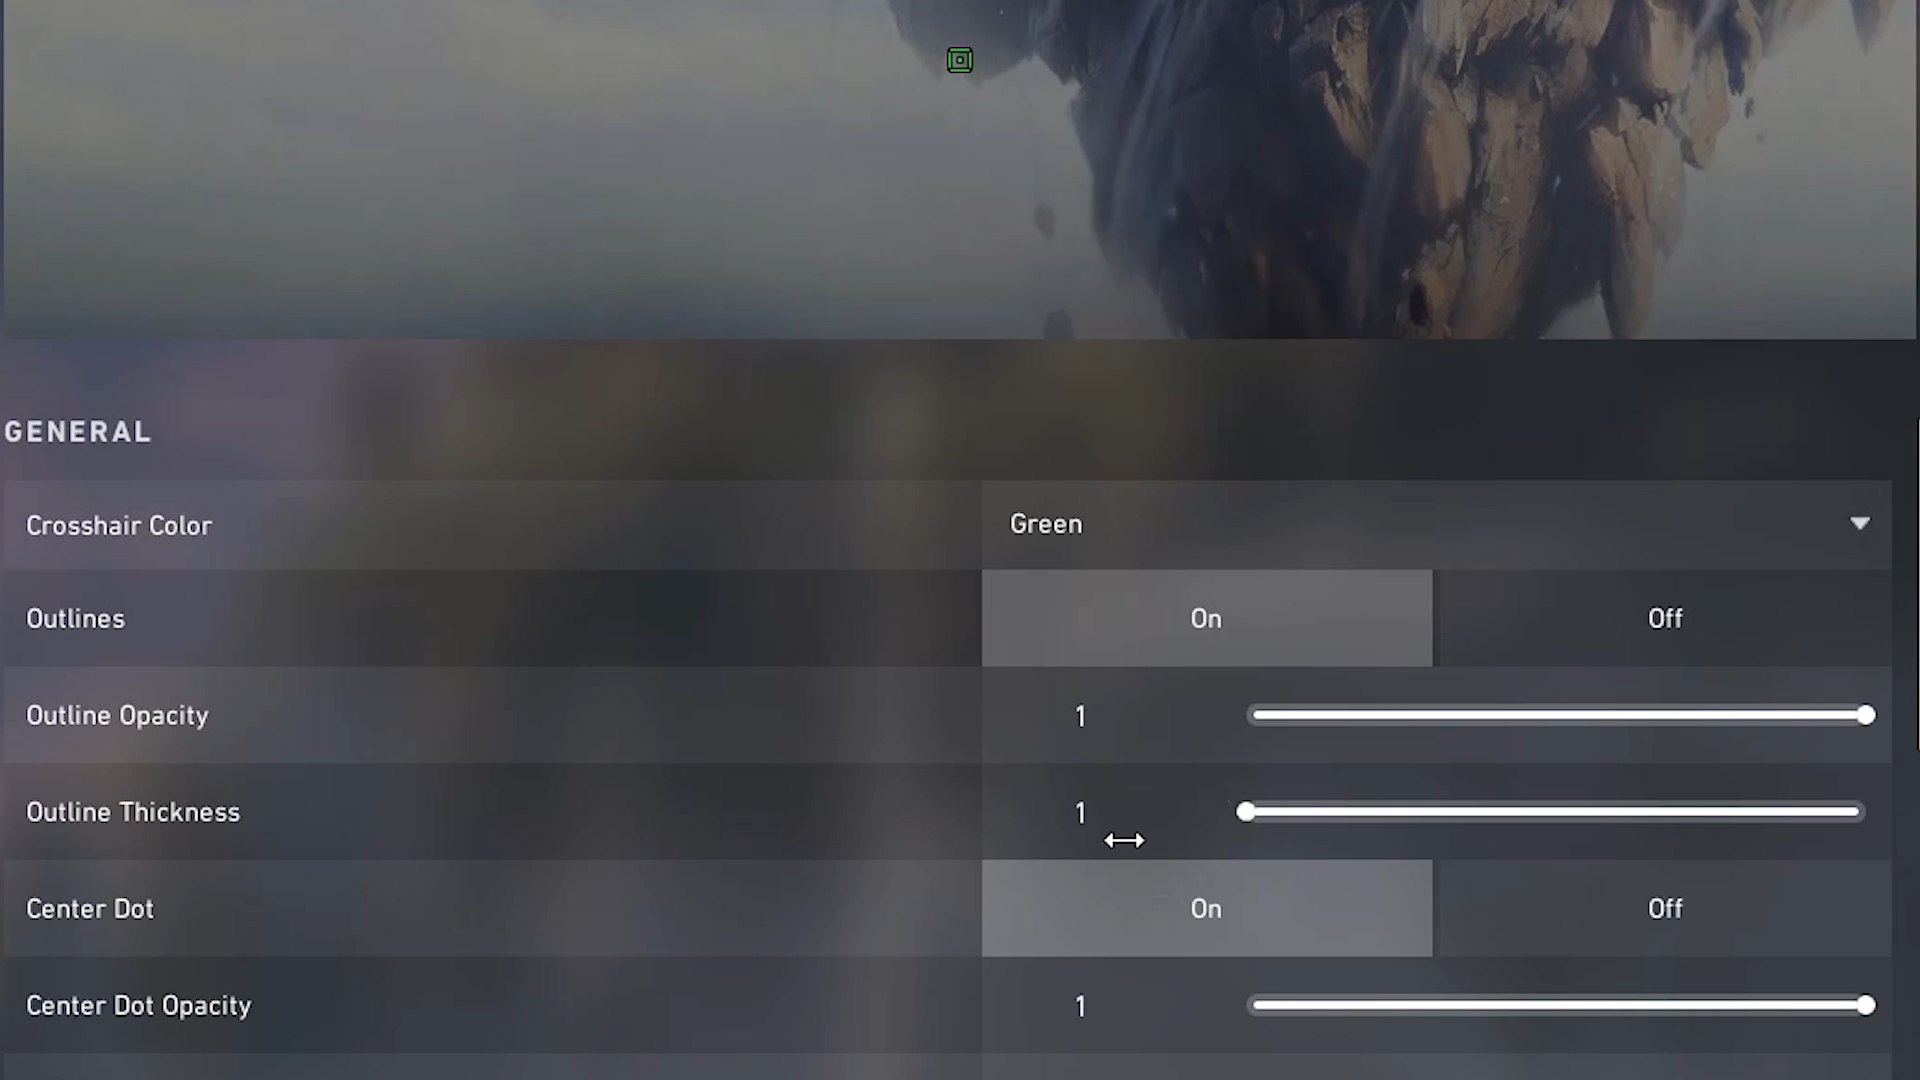 GENERAL
Crosshair Color
Green
Outlines
On
Off
Outline Opacity
1
Outline Thickness
1
Center Dot
On
Off
Center Dot Opacity
1